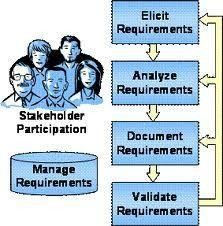 Elicit
Requirements
Analyze
Requirements
Stakeholder
Participation
Document
Requirements
Manage
Requirements
Validate
Requirements